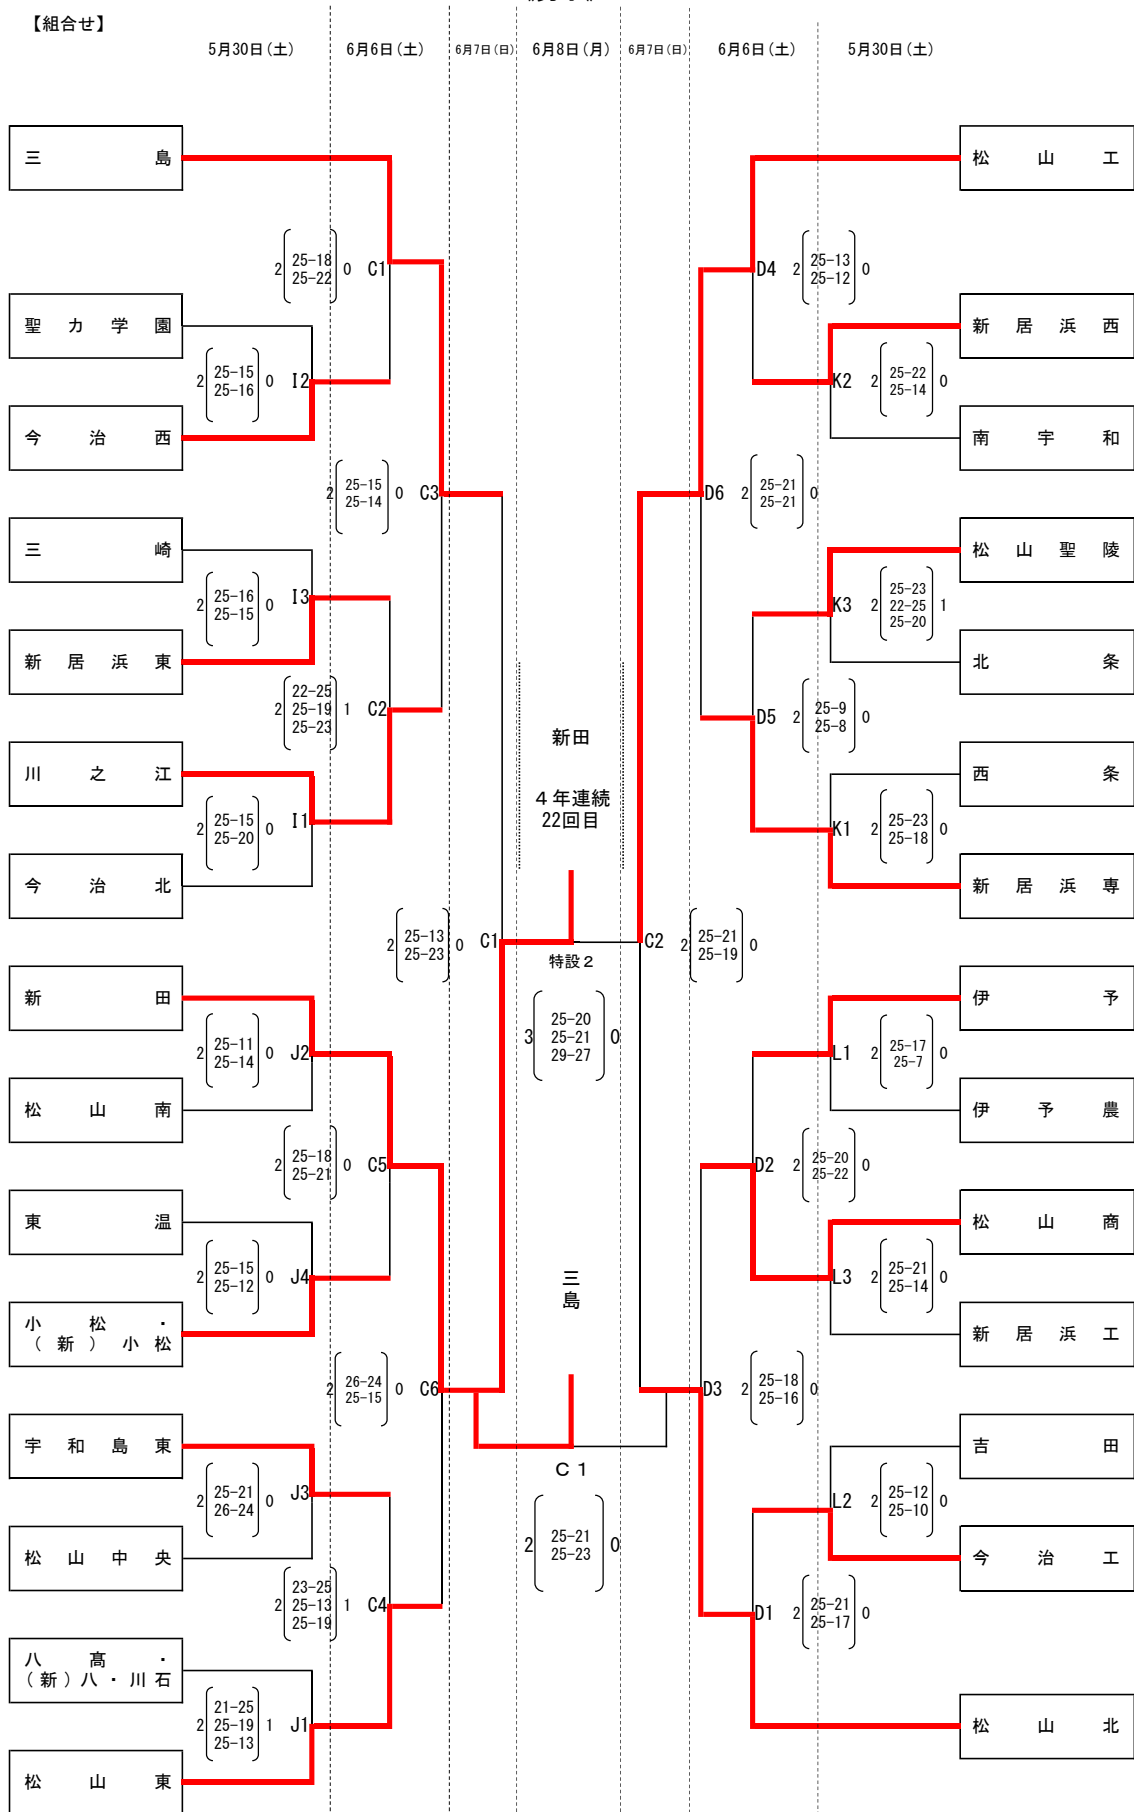 【組合せ】
5月30日(土)
6月6日(土)
6月7日(日)
6月8日(月)
6月7日(日)
6月6日(土)
5月30日(土)
三島
松山工
2 25-18 25-22 0 C1
D4 2 25-13 25-12 0
聖カ学園
新居浜西
2 25-15 25-16 0 I2
K2 2 25-22 25-14 0
今治西
南宇和
2 25-15 25-14 0 C3
D6 2 25-21 25-21 0
三崎
松山聖陵
2 25-16 25-15 0 I3
K3 2 25-23 22-25 25-20 1
新居浜東
北条
2 22-25 25-19 25-23 1 C2
D5 2 25-9 25-8 0
新田
4年連続
22回目
川之江
西条
2 25-15 25-20 0 I1
K1 2 25-23 25-18 0
今治北
新居浜専
2 25-13 25-23 0 C1
C2 2 25-21 25-19 0
特設2
3 25-20 25-21 29-27 0
新田
伊予
2 25-11 25-14 0 J2
L1 2 25-17 25-7 0
松山南
伊予農
2 25-18 25-21 0 C5
D2 2 25-20 25-22 0
東温
松山商
2 25-15 25-12 0 J4
L3 2 25-21 25-14 0
三島
小松・
(新)小松
新居浜工
2 26-24 25-15 0 C6
D3 2 25-18 25-16 0
宇和島東
吉田
C1
2 25-21 25-23 0
2 25-21 26-24 0 J3
L2 2 25-12 25-10 0
松山中央
今治工
2 23-25 25-13 25-19 1 C4
D1 2 25-21 25-17 0
八髙・
(新)八・川石
松山北
2 21-25 25-19 25-13 1 J1
松山東